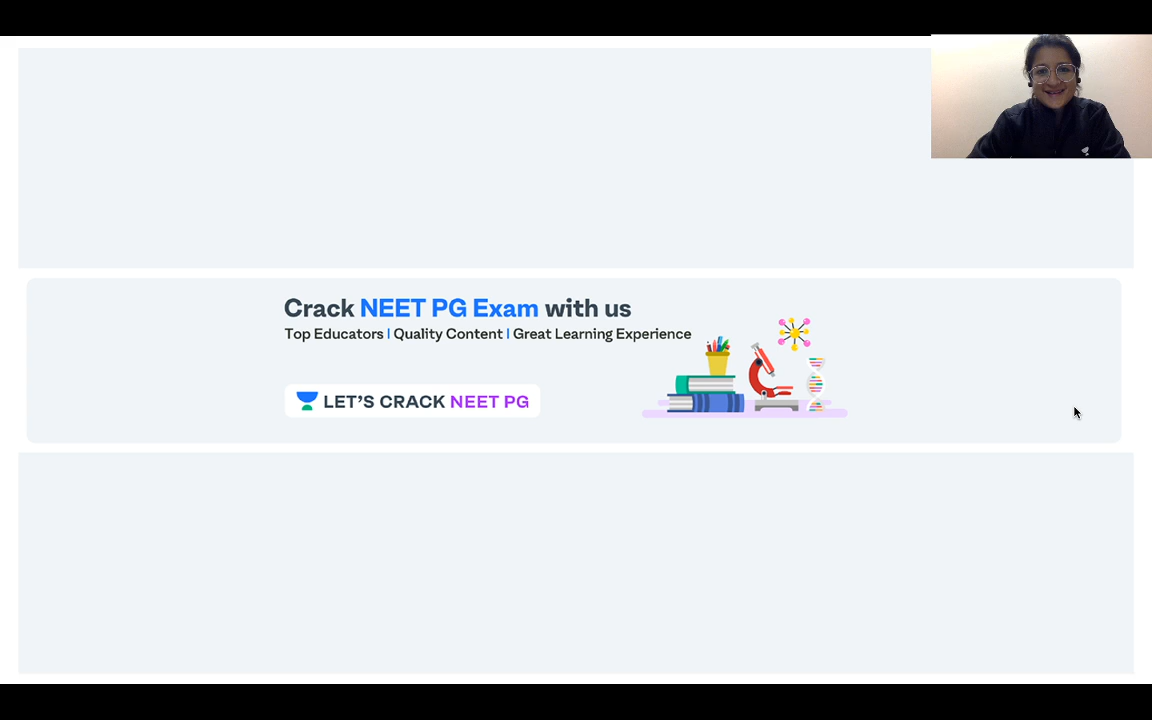 Crack NEET PG Exam with us
Top Educators | Quality Content | Great Learning Experience
LET'S CRACK NEET PG